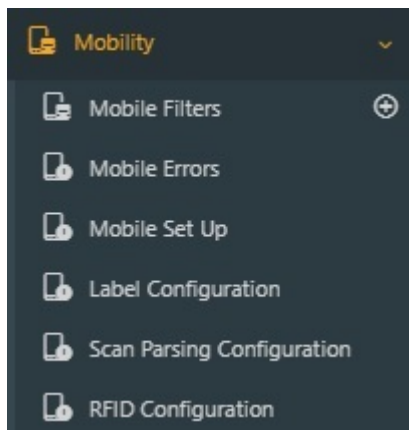 Mobility
Mobile Filters
Mobile Errors
Mobile Set Up
Label Configuration
Scan Parsing Configuration
RFID Configuration